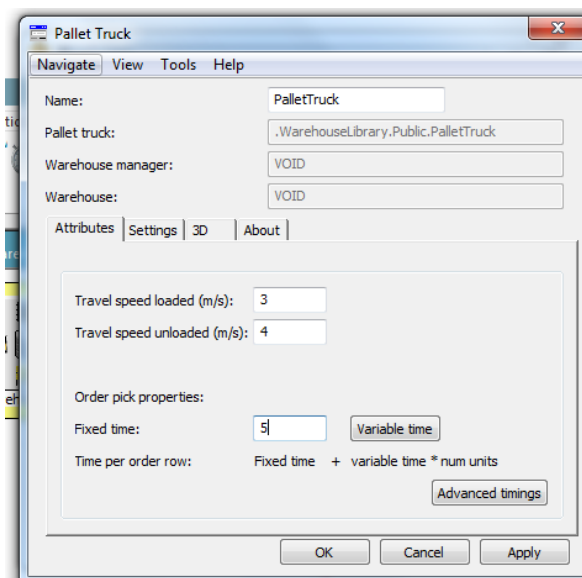 Pallet Truck
Navigate View Tools Help
Name: PalletTruck
Pallet truck: .WarehouseLibrary.Public.PalletTruck
Warehouse manager: VOID
Warehouse: VOID
Attributes Settings 3D About
Travel speed loaded (m/s): 3
Travel speed unloaded (m/s): 4
Order pick properties:
Fixed time: 5 Variable time
Time per order row: Fixed time + variable time * num units
Advanced timings
OK Cancel Apply